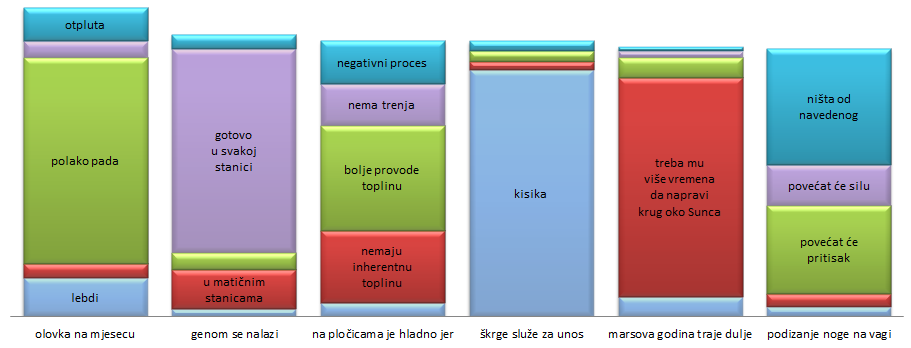 otpluta
polako pada
lebdi
olovka na mjesecu
gotovo
u svakoj
stanici
u matičnim
stanicama
genom se nalazi
negativni proces
nema trenja
bolje provode
toplinu
nemaju
inherentnu
toplinu
na pločicama je hladno jer
kisika
škrge služe za unos
treba mu
više vremena
da napravi
krug oko Sunca
marsova godina traje dulje
ništa od
navedenog
povećat će silu
povećat će
pritisak
podizanje noge na vagi